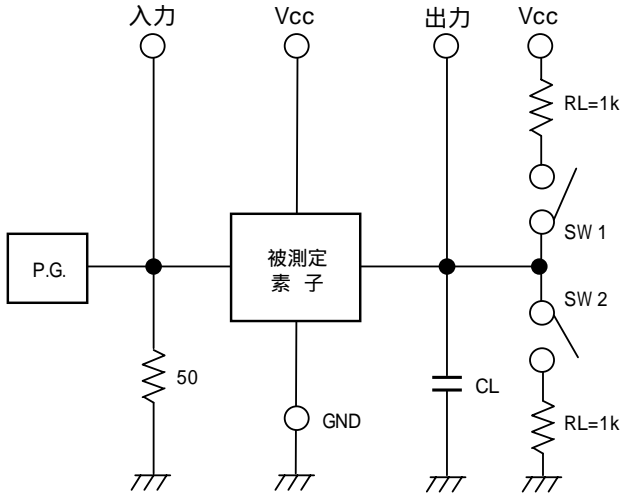 入力
Vcc
出力
Vcc
RL=1k
SW 1
P.G.
被測定
素 子
SW 2
50
CL
GND
RL=1k